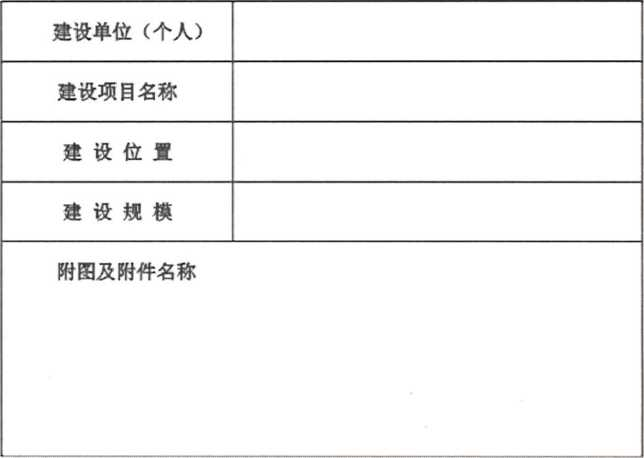 建设单位（个人）
建设项目名称
建设位置
建设规模
附图及附件名称